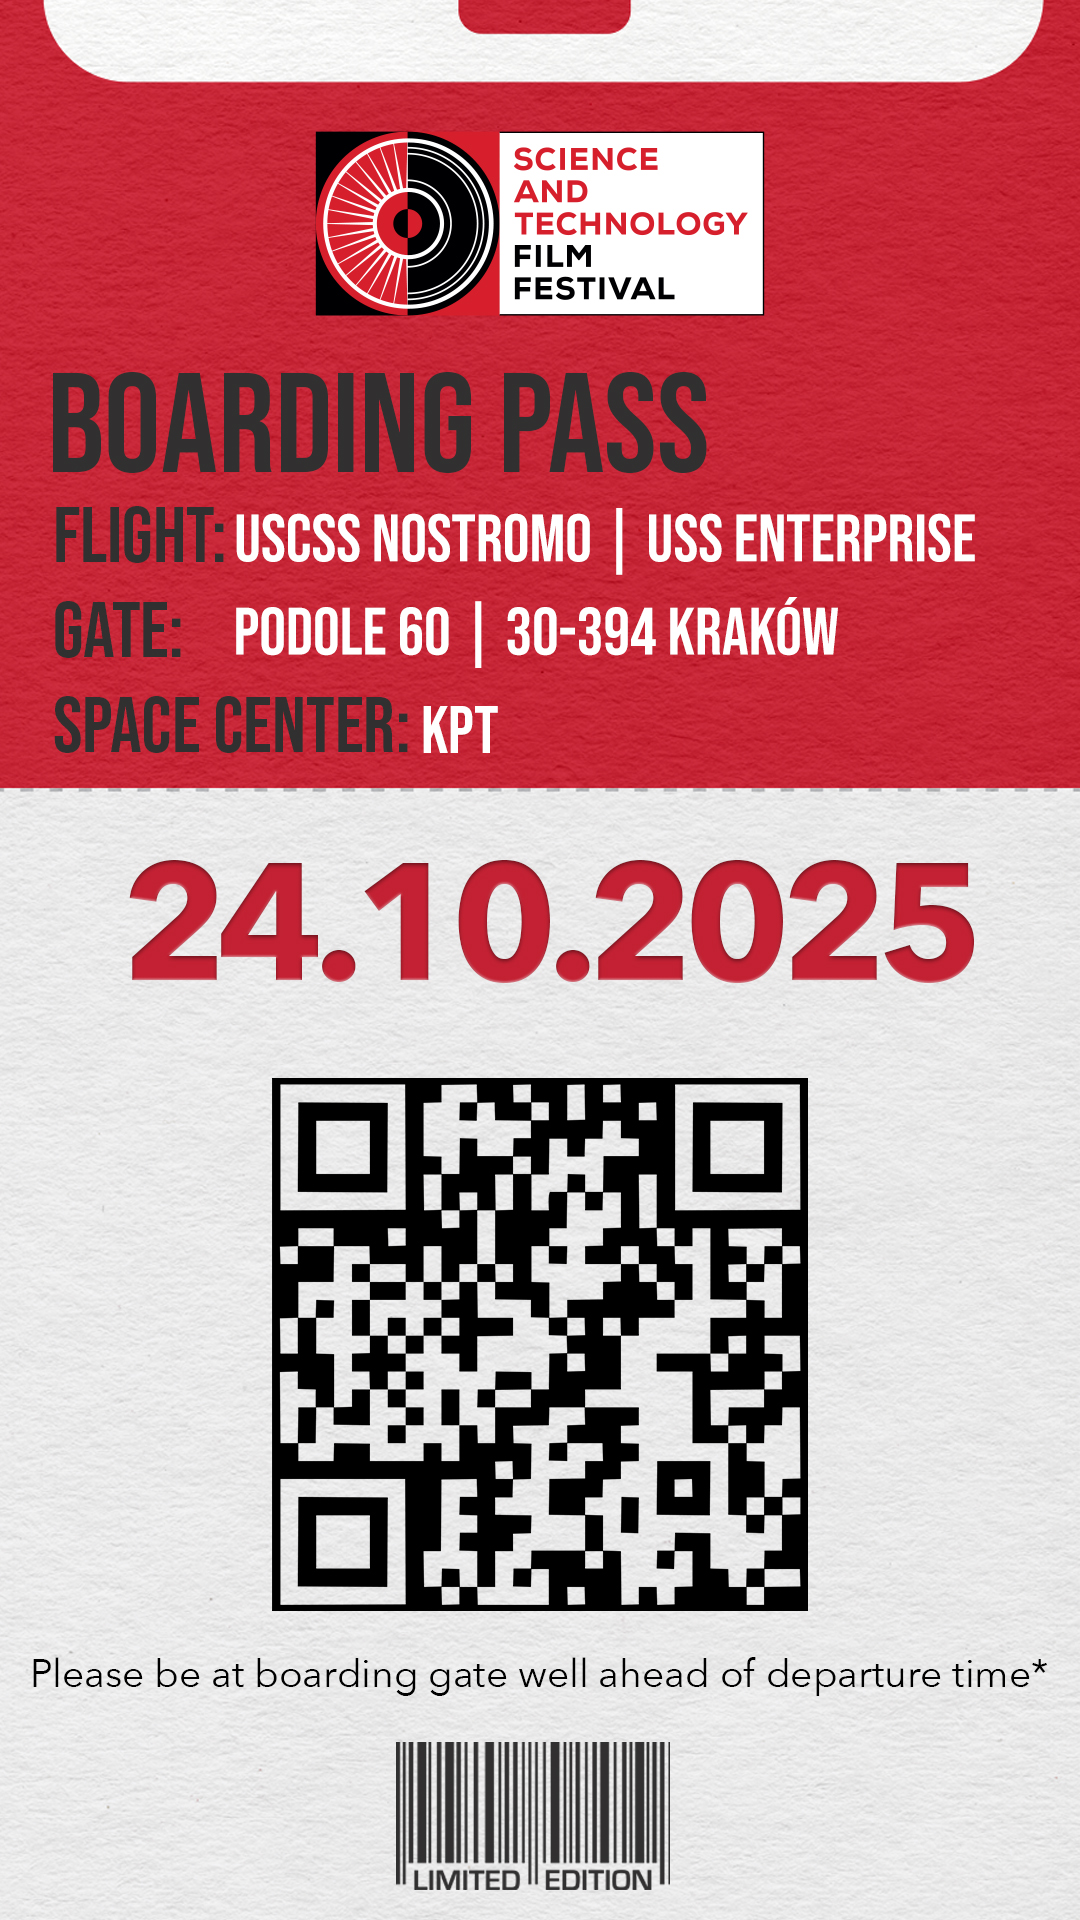 SCIENCE
AND
TECHNOLOGY
FILM
FESTIVAL
BOARDING PASS
FLIGHT: USCSS NOSTROMO | USS ENTERPRISE
GATE: PODOLE 60 | 30-394 KRAKÓW
SPACE CENTER: KPT
24.10.2025
Please be at boarding gate well ahead of departure time*
LIMITED EDITION